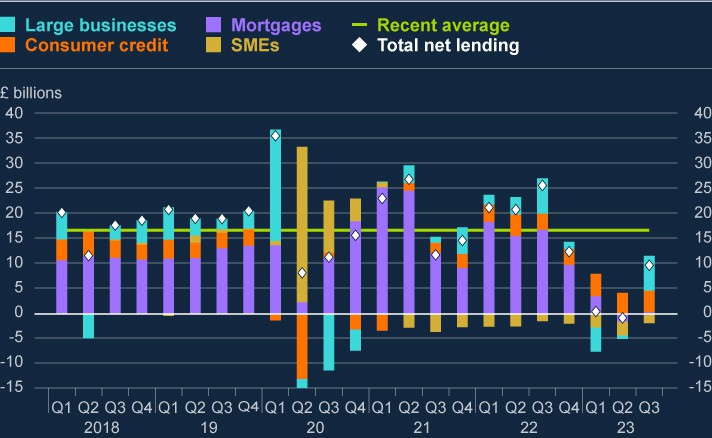 Large businesses Mortgages Recent average
Consumer credit SMEs Total net lending
£ billions
40 40
35 35
30 30
25 25
20 20
15 15
10 10
5 5
0 0
-5 -5
-10 -10
-15 -15
Q1 Q2 Q3 Q4 Q1 Q2 Q3 Q4 Q1 Q2 Q3 Q4 Q1 Q2 Q3 Q4 Q1 Q2 Q3 Q4 Q1 Q2 Q3
2018 19 20 21 22 23